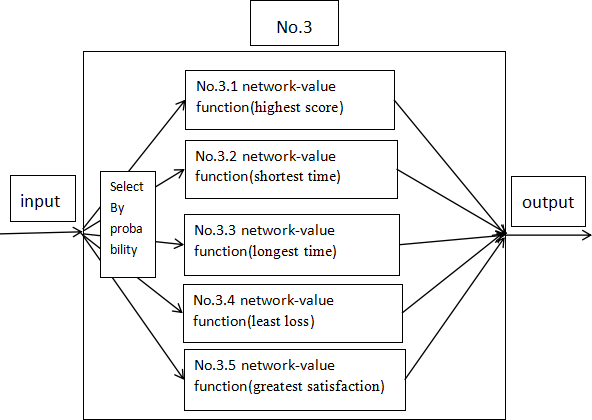 No.3
No.3.1 network-value
function(highest score)
No.3.2 network-value
function(shortest time)
Select
By
proba
bility
input
output
No.3.3 network-value
function(longest time)
No.3.4 network-value
function(least loss)
No.3.5 network-value
function(greatest satisfaction)